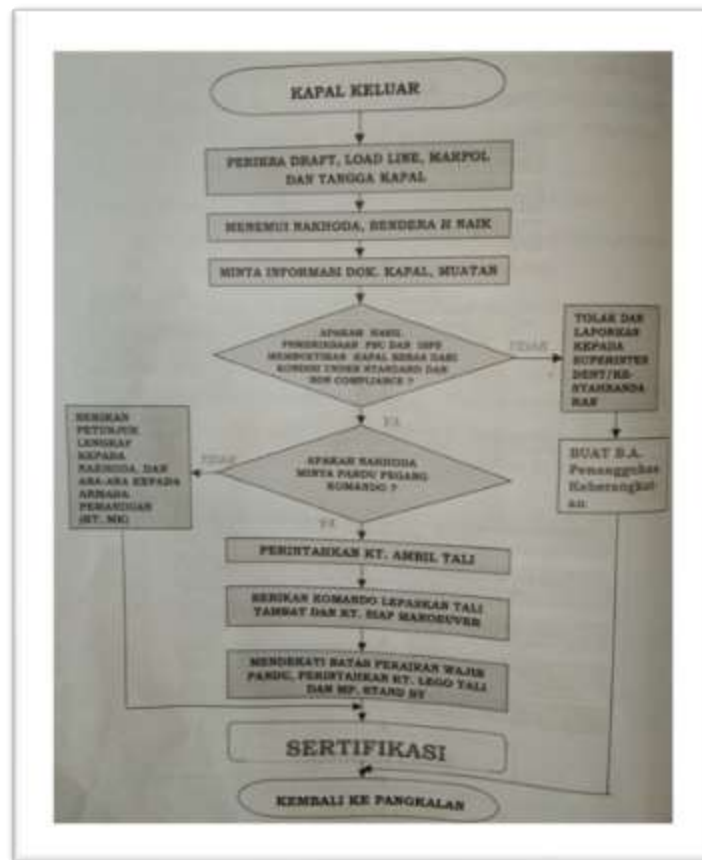 KAPAL KELUAR
PERIKSA DRAFT, LOAD LINE, MARPOL
DAN TANGGA KAPAL
MENEMUI NAKHODA, BENDERA H NAIK
MINTA INFORMASI DOK. KAPAL, MUATAN
APAKAH HASIL
PEMERIKSAAN PSC DAN ISPS
MEMBUKTIKAN KAPAL BEBAS DARI
KONDISI UNDER STANDARD DAN
NON COMPLIANCE ?
TIDAK
TOLAK DAN
LAPORKAN
KEPADA
SUPERINTEN
DENT/KE-
SYAHBANDA
RAN
YA
BERIKAN
PETUNJUK
LENGKAP
KEPADA
NAKHODA, DAN
ABA-ABA KEPADA
ARMADA
PEMANDUAN
(KT. MK)
TIDAK
APAKAH NAKHODA
MINTA PANDU PEGANG
KOMANDO ?
BUAT B.A.
Penangguhan
Keberangkat
an
YA
PERINTAHKAN KT. AMBIL TALI
BERIKAN KOMANDO LEPASKAN TALI
TAMBAT DAN KT. SIAP MANOEUVER
MENDEKATI BATAS PERAIRAN WAJIB
PANDU, PERINTAHKAN KT. LEGO TALI
DAN MP. STAND BY
SERTIFIKASI
KEMBALI KE PANGKALAN